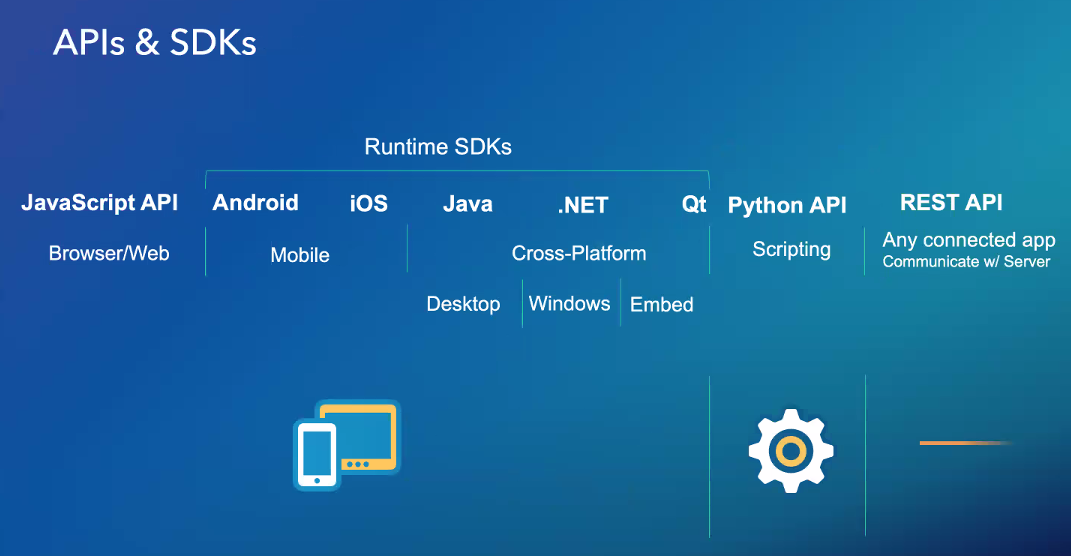 APIs & SDKs
Runtime SDKs
JavaScript API Android iOS Java .NET Qt Python API REST API
Browser/Web Mobile Cross-Platform Scripting Any connected app
Communicate w/ Server
Desktop Windows Embed